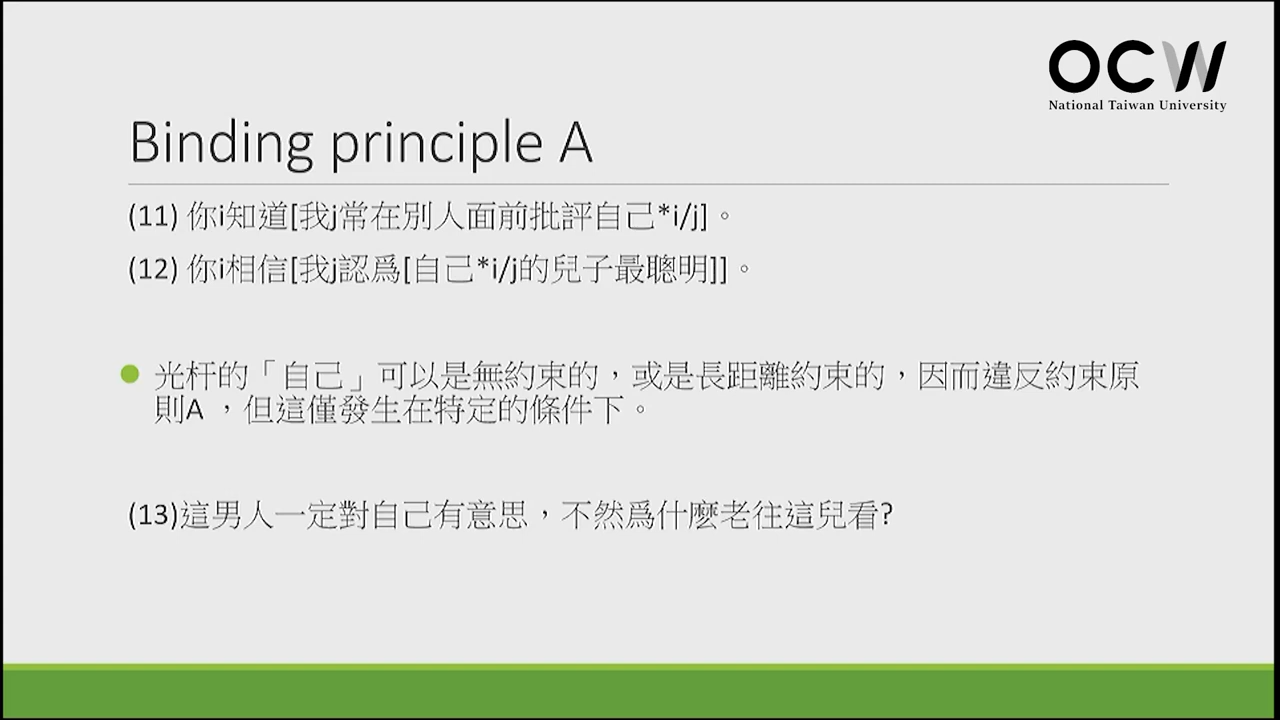 OCW
National Taiwan University
Binding principle A
(11) 你i知道[我j常在別人面前批評自己*i/j]。
(12) 你i相信[我j認爲[自己*i/j的兒子最聰明]]。
光杆的「自己」可以是無約束的，或是長距離約束的，因而違反約束原
則A ，但這僅發生在特定的條件下。
(13)這男人一定對自己有意思，不然爲什麼老往這兒看?